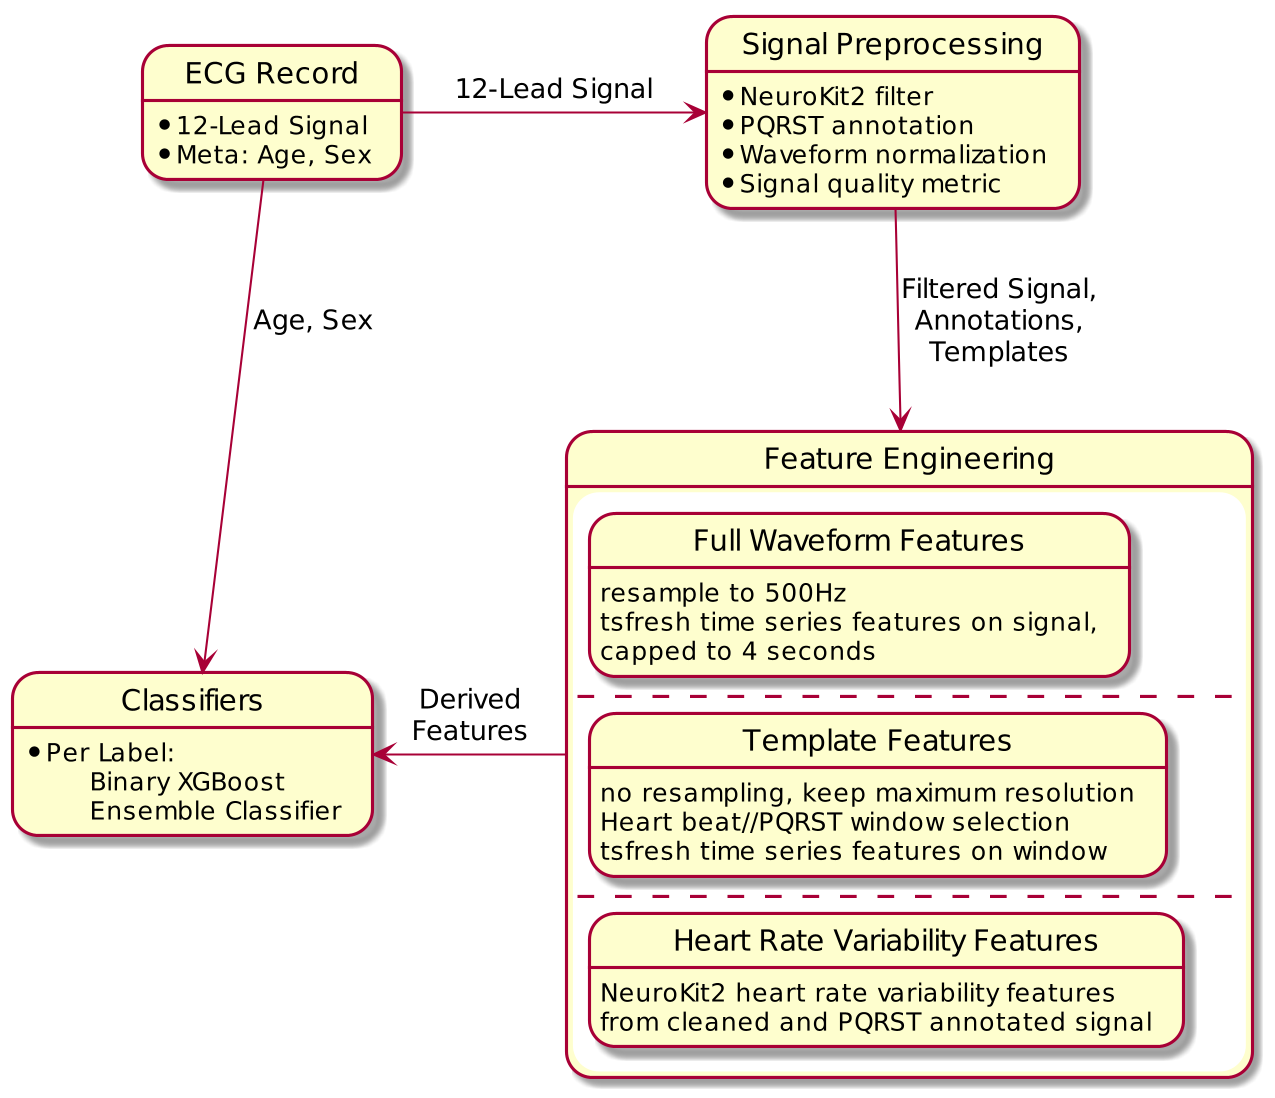 ECG Record
•12-Lead Signal
•Meta: Age, Sex
12-Lead Signal
Signal Preprocessing
•NeuroKit2 filter
•PQRST annotation
•Waveform normalization
•Signal quality metric
Age, Sex
Filtered Signal,
Annotations,
Templates
Feature Engineering
Full Waveform Features
resample to 500Hz
tsfresh time series features on signal,
capped to 4 seconds
Template Features
no resampling, keep maximum resolution
Heart beat//PQRST window selection
tsfresh time series features on window
Heart Rate Variability Features
NeuroKit2 heart rate variability features
from cleaned and PQRST annotated signal
Derived
Features
Classifiers
•Per Label:
Binary XGBoost
Ensemble Classifier